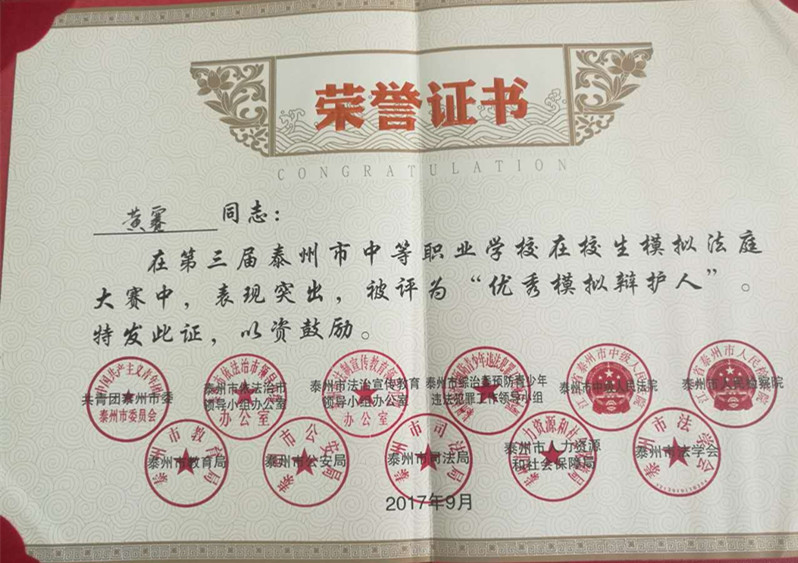 荣誉证书
CONGRATULATION
黄赛 同志：
在第三届泰州市中等职业学校在校生模拟法庭
大赛中，表现突出，被评为“优秀模拟辩护人”。
特发此证，以资鼓励。
共青团泰州市委
泰州市委员会
泰州市依法治市
领导小组办公室
办公室
泰州市法治宣传教育
领导小组办公室
办公室
泰州市综治委预防青少年
违法犯罪工作领导小组
泰州市中级人民法院
泰州市人民检察院
泰州市教育局
泰州市公安局
泰州市司法局
泰州市人力资源
和社会保障局
泰州市法学会
2017年9月